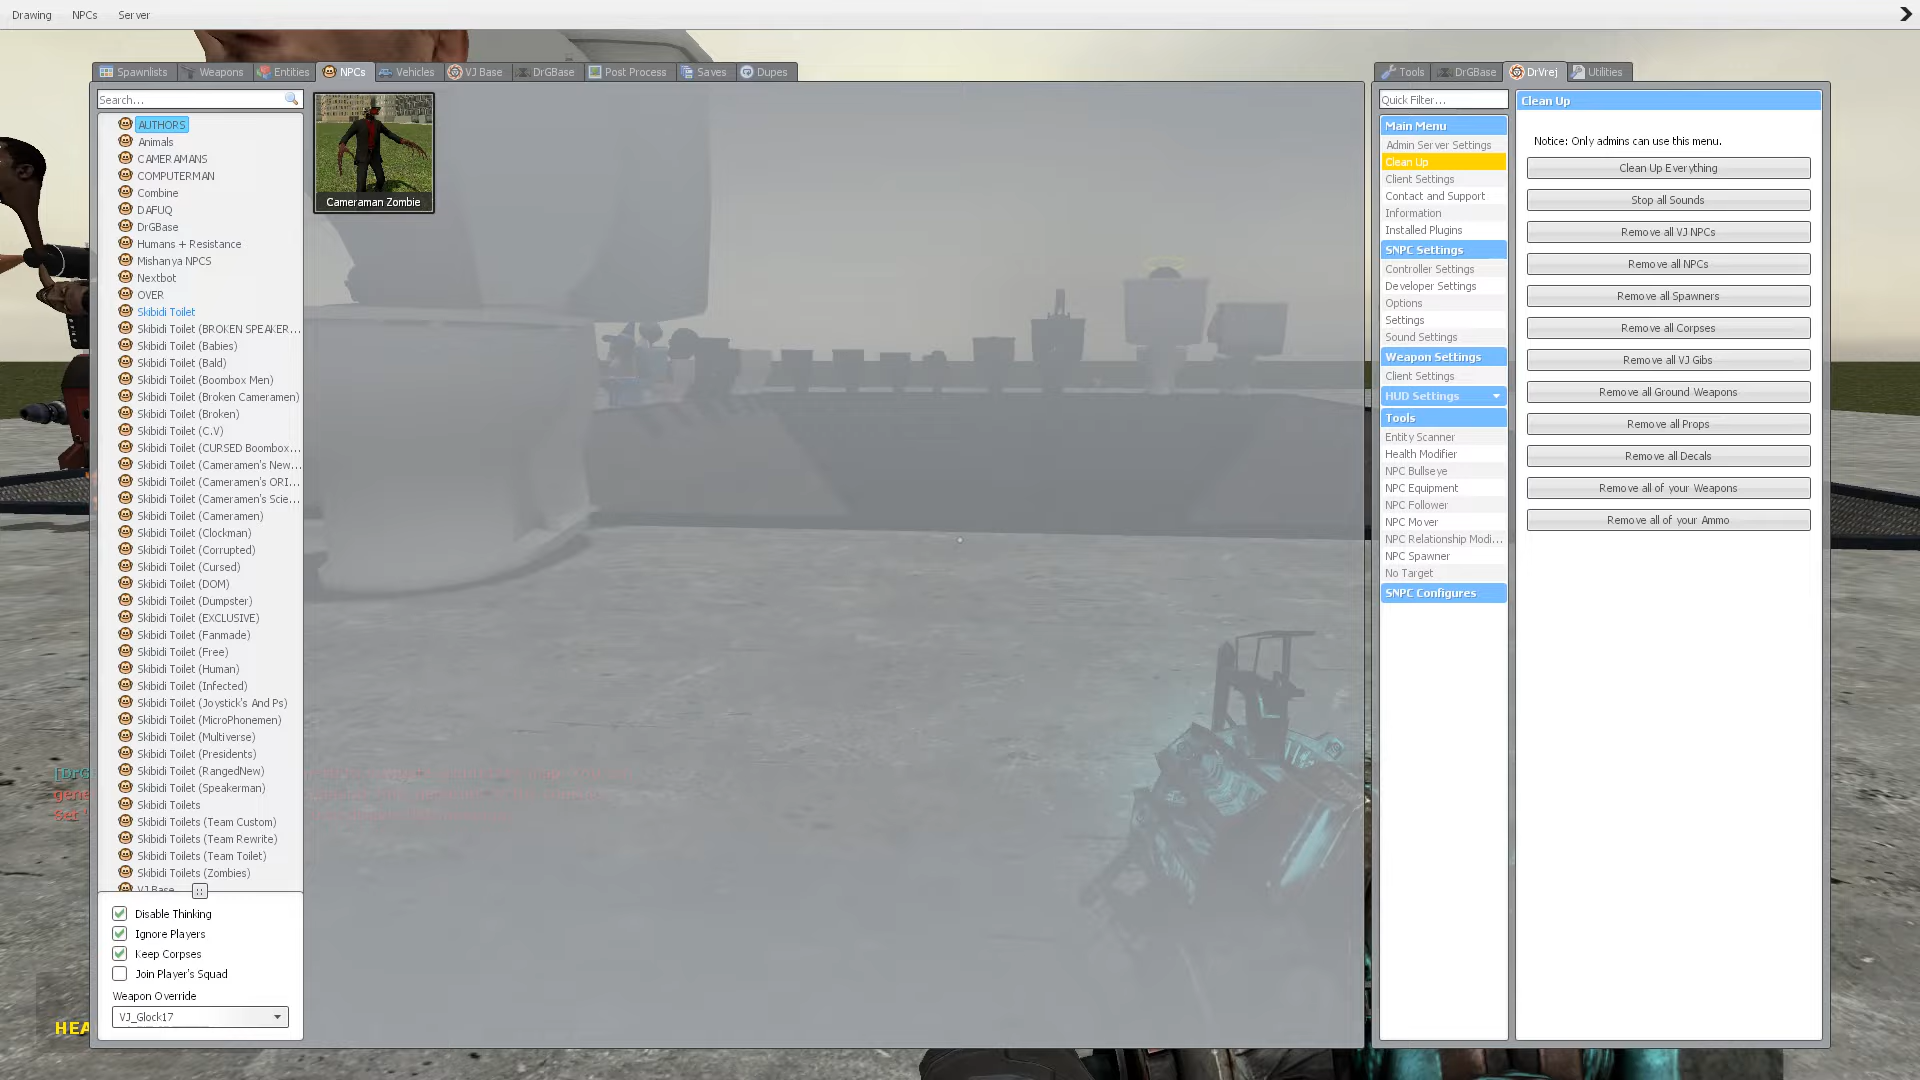 Drawing NPCs Server
Spawnlists Weapons Entities NPCs Vehicles VJ Base DrGBase Post Process Saves Dupes
Search...
AUTHORS
Animals
CAMERAMANS
COMPUTERMAN
Combine
DAFUQ
DrGBase
Humans + Resistance
Mishanya NPCS
Nextbot
OVER
Skibidi Toilet
Skibidi Toilet (BROKEN SPEAKER...
Skibidi Toilet (Babies)
Skibidi Toilet (Bald)
Skibidi Toilet (Boombox Men)
Skibidi Toilet (Broken Cameramen)
Skibidi Toilet (Broken)
Skibidi Toilet (C.V)
Skibidi Toilet (CURSED Boombox...
Skibidi Toilet (Cameramen's New...
Skibidi Toilet (Cameramen's ORI...
Skibidi Toilet (Cameramen's Scie...
Skibidi Toilet (Cameramen)
Skibidi Toilet (Clockman)
Skibidi Toilet (Corrupted)
Skibidi Toilet (Cursed)
Skibidi Toilet (DOM)
Skibidi Toilet (Dumpster)
Skibidi Toilet (EXCLUSIVE)
Skibidi Toilet (Fanmade)
Skibidi Toilet (Free)
Skibidi Toilet (Human)
Skibidi Toilet (Infected)
Skibidi Toilet (Joystick's And Ps)
Skibidi Toilet (MicroPhonemen)
Skibidi Toilet (Multiverse)
Skibidi Toilet (Presidents)
Skibidi Toilet (RangedNew)
Skibidi Toilet (Speakerman)
Skibidi Toilets
Skibidi Toilets (Team Custom)
Skibidi Toilets (Team Rewrite)
Skibidi Toilets (Team Toilet)
Skibidi Toilets (Zombies)
VJ Base
Disable Thinking
Ignore Players
Keep Corpses
Join Player's Squad
Weapon Override
VJ_Glock17
Cameraman Zombie
[DrG
gene
Set
HEA
Tools DrGBase DrVrej Utilities
Quick Filter...
Main Menu
Admin Server Settings
Clean Up
Client Settings
Contact and Support
Information
Installed Plugins
SNPC Settings
Controller Settings
Developer Settings
Options
Settings
Sound Settings
Weapon Settings
Client Settings
HUD Settings
Tools
Entity Scanner
Health Modifier
NPC Bullseye
NPC Equipment
NPC Follower
NPC Mover
NPC Relationship Modi...
NPC Spawner
No Target
SNPC Configures
Clean Up
Notice: Only admins can use this menu.
Clean Up Everything
Stop all Sounds
Remove all VJ NPCs
Remove all NPCs
Remove all Spawners
Remove all Corpses
Remove all VJ Gibs
Remove all Ground Weapons
Remove all Props
Remove all Decals
Remove all of your Weapons
Remove all of your Ammo